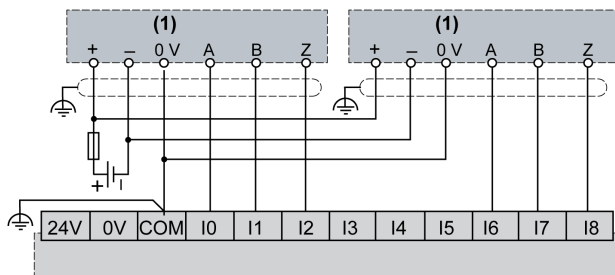 (1) (1)
+ – 0 V A B Z + – 0 V A B Z
+
24V 0V COM I0 I1 I2 I3 I4 I5 I6 I7 I8